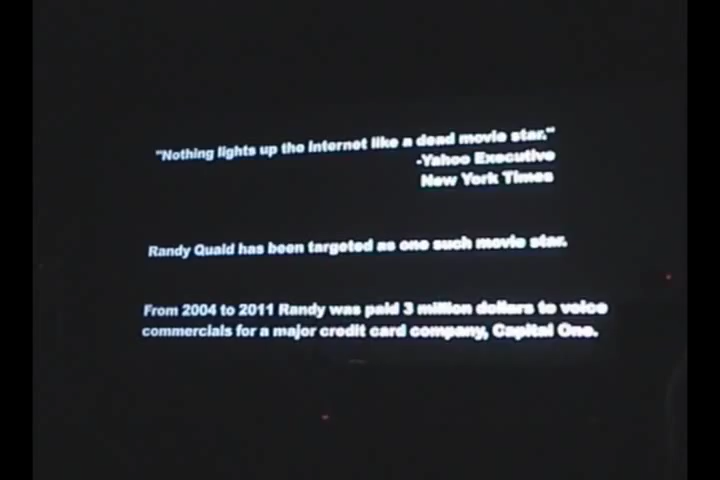 "Nothing lights up the Internet like a dead movie star."
-Yahoo Executive
New York Times
Randy Quaid has been targeted as one such movie star.
From 2004 to 2011 Randy was paid 3 million dollars to voice
commercials for a major credit card company, Capital One.